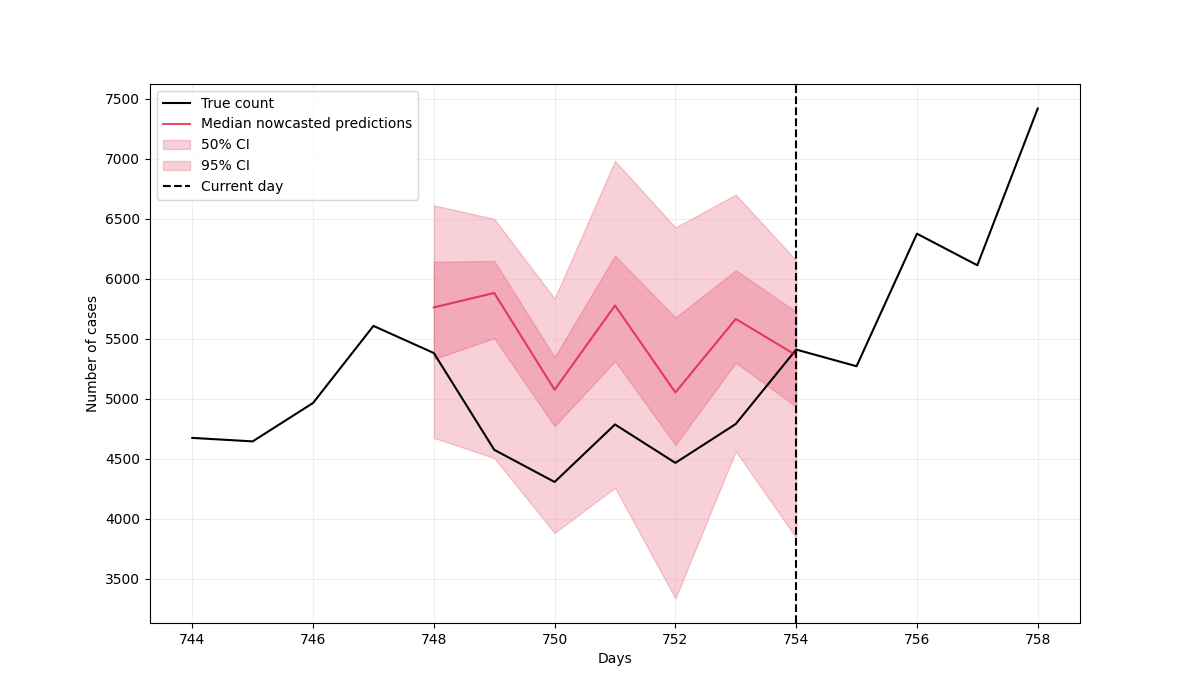 True count
Median nowcasted predictions
50% CI
95% CI
Current day
Number of cases
7500
7000
6500
6000
5500
5000
4500
4000
3500
744 746 748 750 752 754 756 758
Days